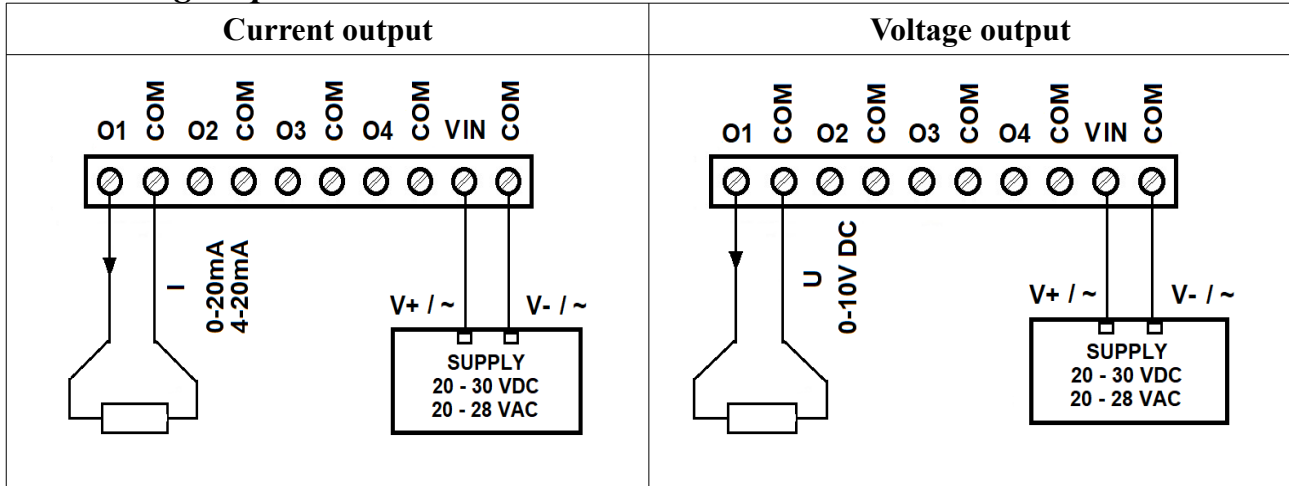 Current output
Voltage output
O1 COM O2 COM O3 COM O4 COM VIN COM
I
0-20mA
4-20mA
V+ / ~ V- / ~
SUPPLY
20 - 30 VDC
20 - 28 VAC
O1 COM O2 COM O3 COM O4 COM VIN COM
U
0-10V DC
V+ / ~ V- / ~
SUPPLY
20 - 30 VDC
20 - 28 VAC